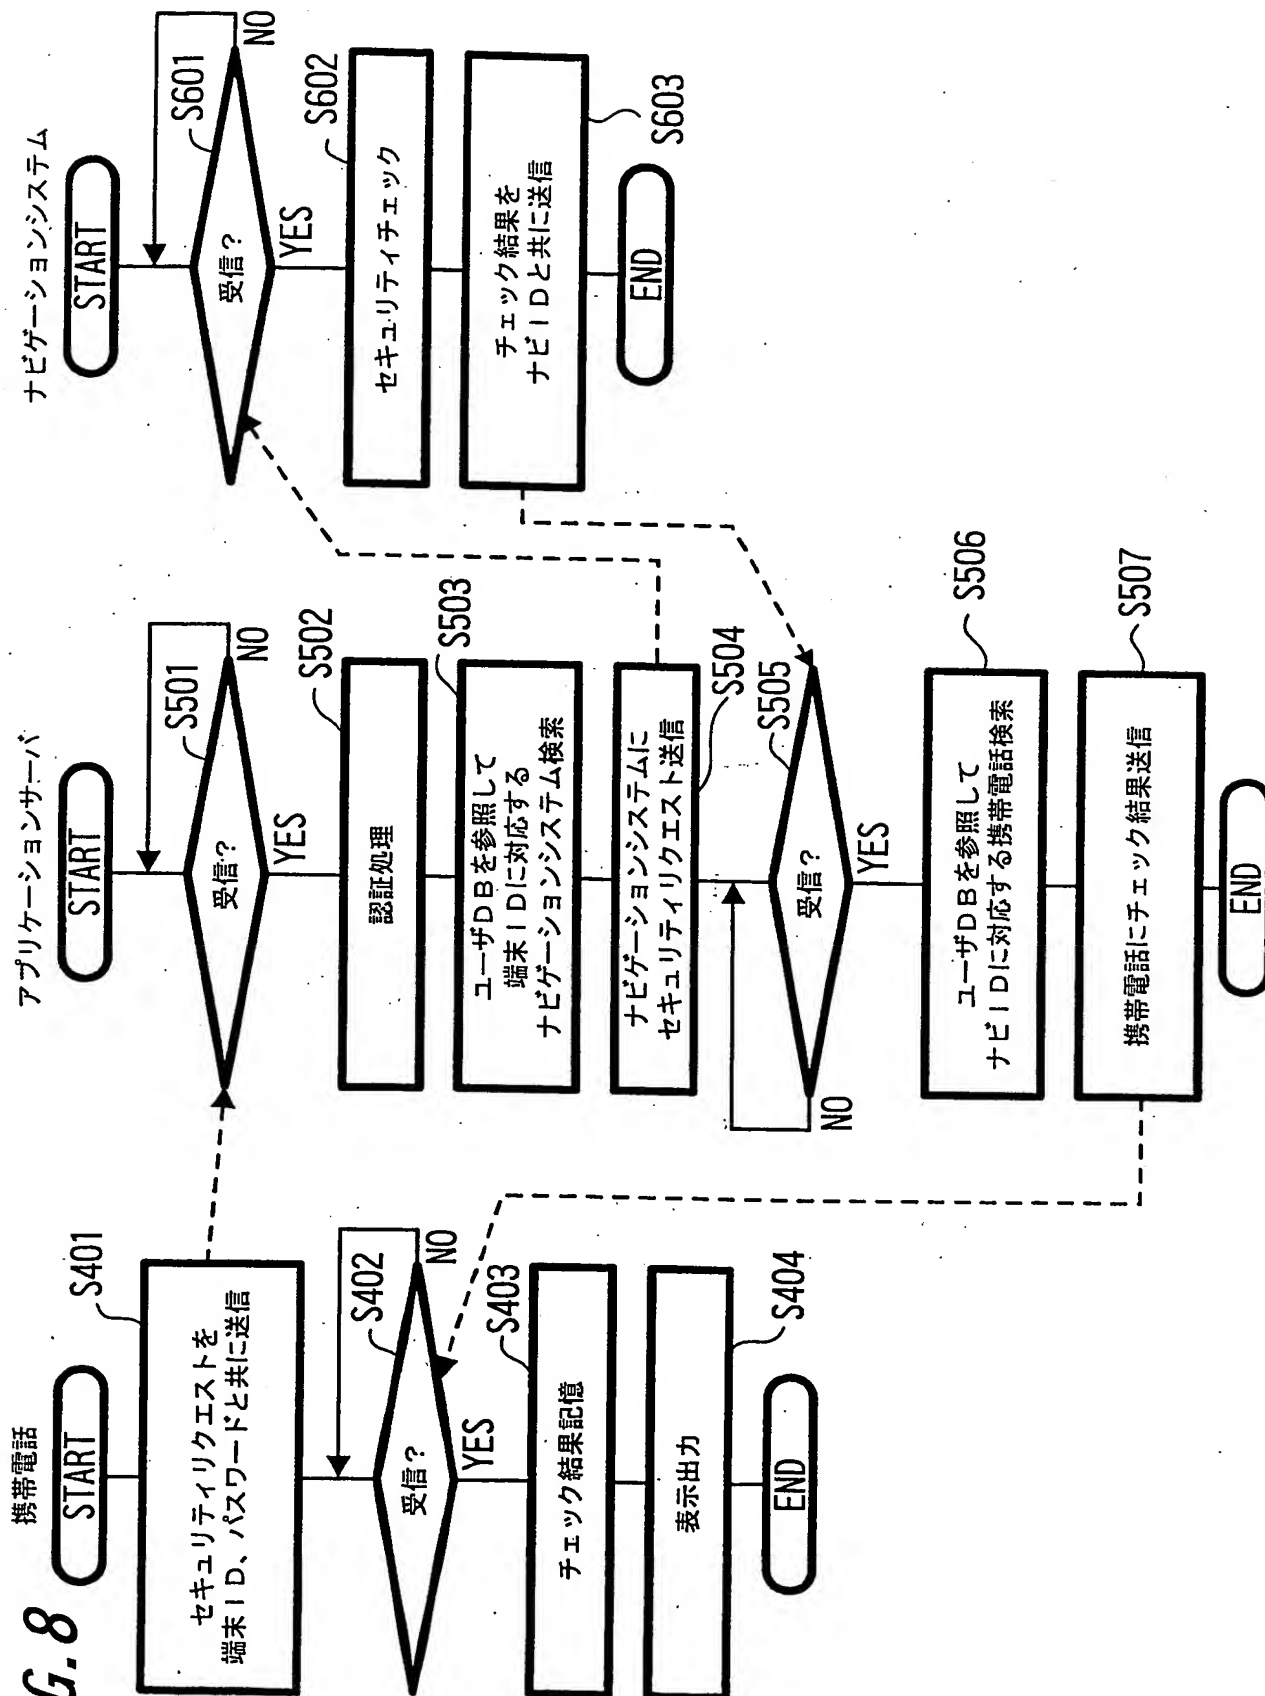 G.8
携帯電話
START
セキュリティリクエストを
端末ID、パスワードと共に送信
S401
受信?
S402
NO
YES
チェック結果記憶
S403
表示出力
S404
END
アプリケーションサーバ
START
受信?
S501
NO
YES
認証処理
S502
ユーザDBを参照して
端末IDに対応する
ナビゲーションシステム検索
S503
ナビゲーションシステムに
セキュリティリクエスト送信
S504
受信?
S505
NO
YES
ユーザDBを参照して
ナビIDに対応する携帯電話検索
S506
携帯電話にチェック結果送信
S507
END
ナビゲーションシステム
START
受信?
S601
NO
YES
セキュリティチェック
S602
チェック結果を
ナビIDと共に送信
S603
END